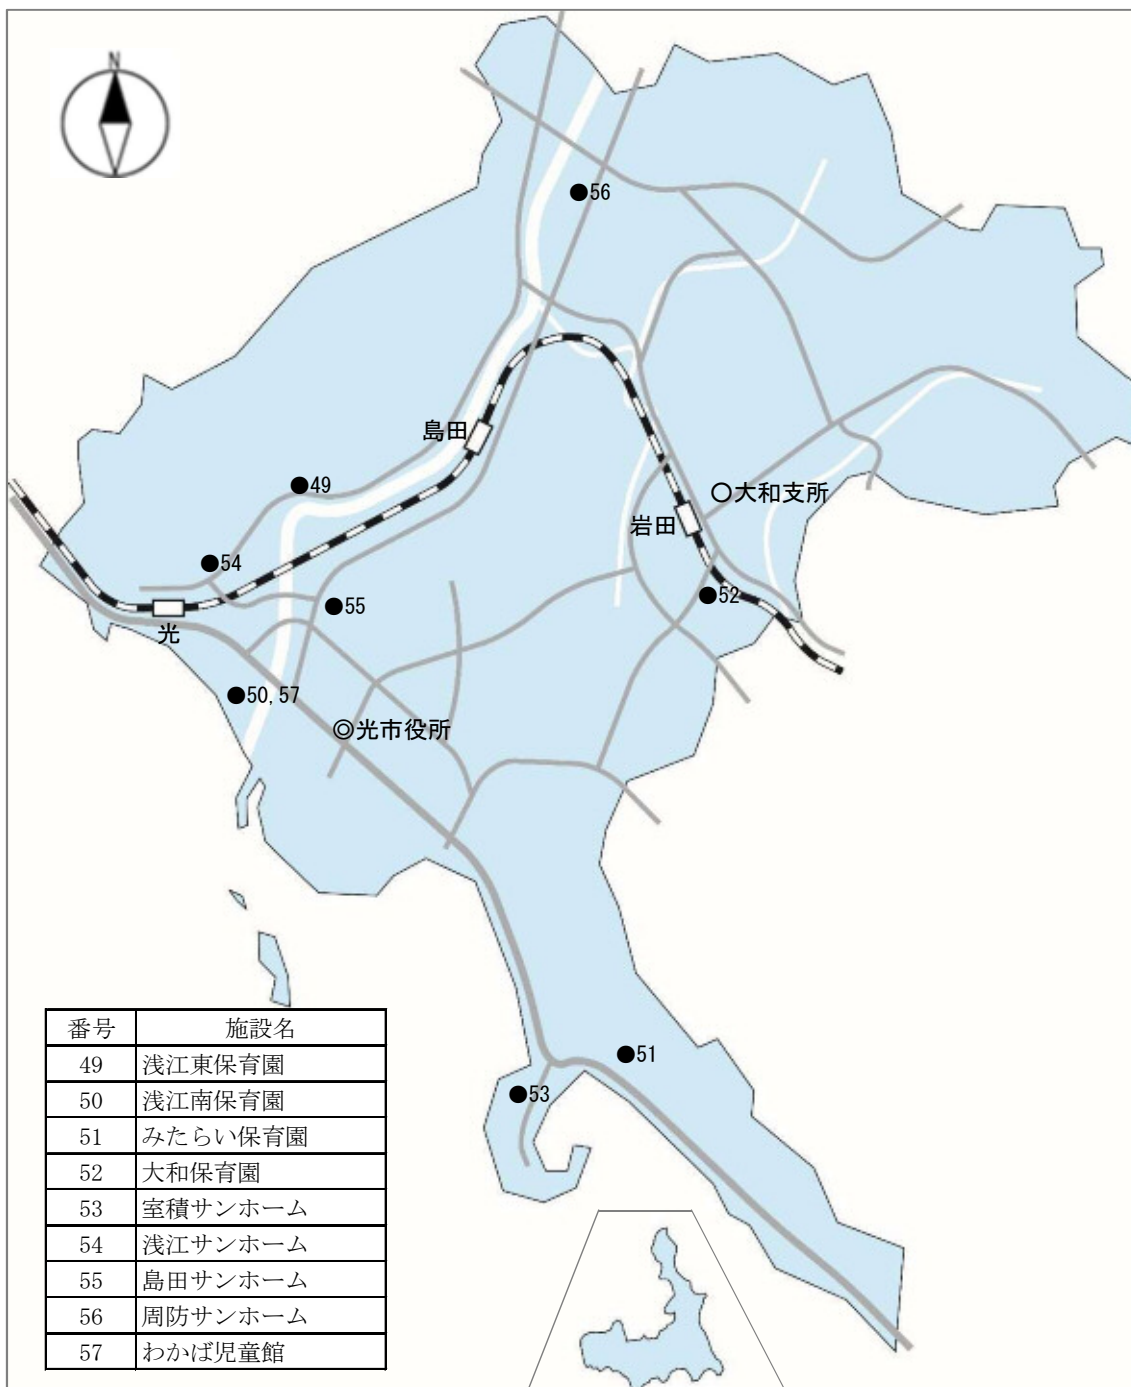 N
●56
島田
●49
○大和支所
岩田
●54
●52
●55
光
●50,57
◎光市役所
●51
●53
番号 施設名
49 浅江東保育園
50 浅江南保育園
51 みたらい保育園
52 大和保育園
53 室積サンホーム
54 浅江サンホーム
55 島田サンホーム
56 周防サンホーム
57 わかば児童館